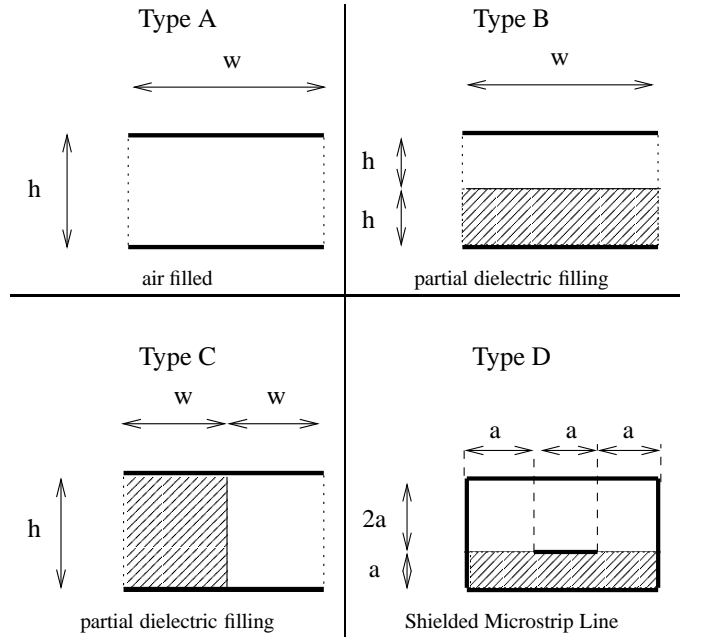 Type A
w
h
air filled
Type B
w
h
h
partial dielectric filling
Type C
w
w
h
partial dielectric filling
Type D
a
a
a
2a
a
Shielded Microstrip Line